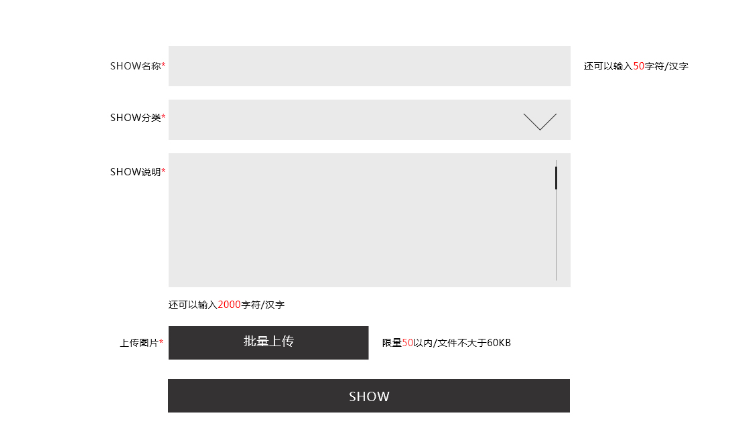 SHOW名称* 还可以输入50字符/汉字
SHOW分类*
SHOW说明*
还可以输入2000字符/汉字
上传图片* 批量上传 限量50以内/文件不大于60KB
SHOW